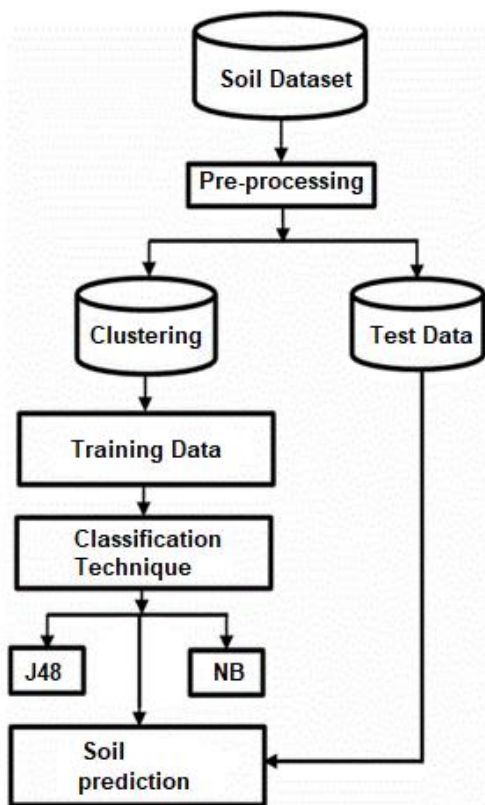 Soil Dataset
Pre-processing
Clustering
Test Data
Training Data
Classification
Technique
J48
NB
Soil
prediction